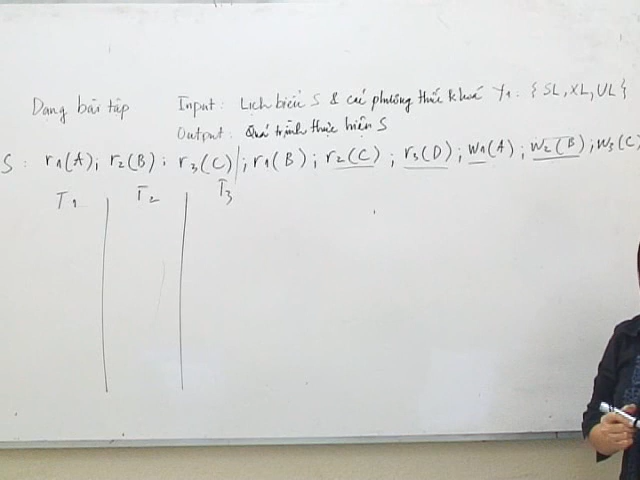 Dạng bài tập Input: Lịch biểu S & các phương thức khoá Y1: {SL, XL, UL}
Output: Quá trình thực hiện S
S: r1(A); r2(B); r3(C); r1(B); r2(C); r3(D); w1(A); w2(B); w3(C)
T1 T2 T3